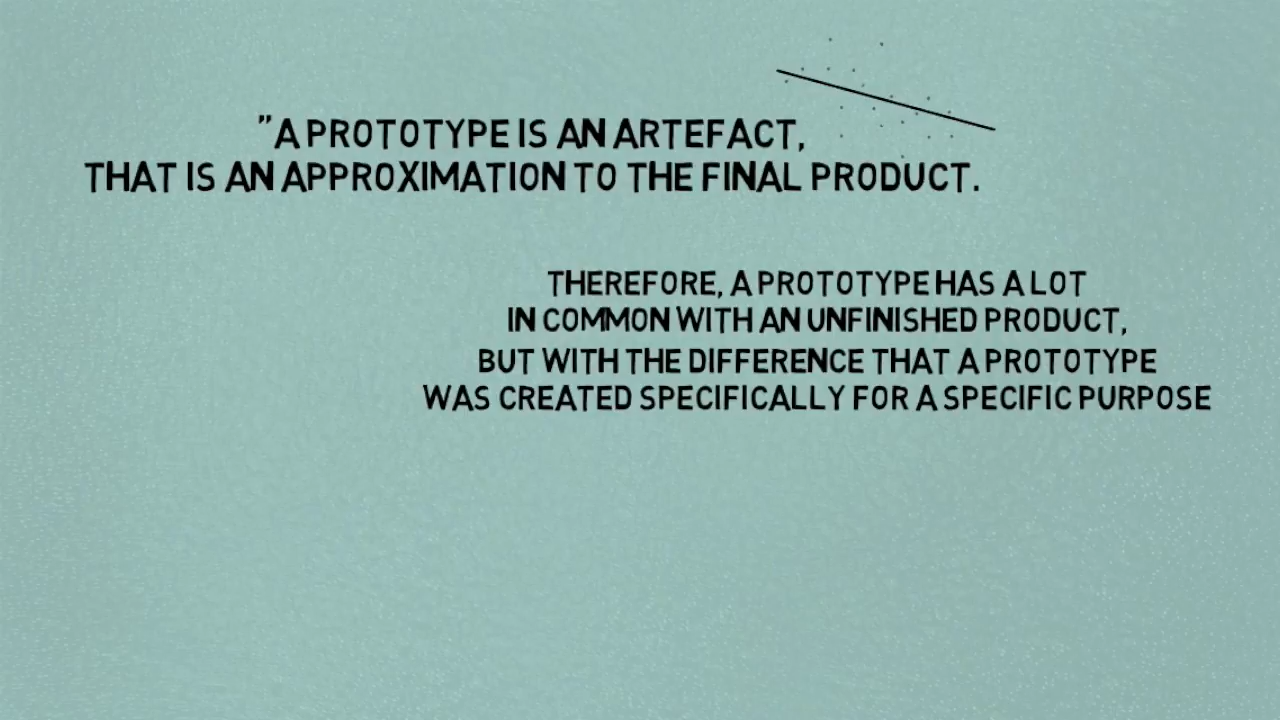 "A PROTOTYPE IS AN ARTEFACT,
THAT IS AN APPROXIMATION TO THE FINAL PRODUCT.
THEREFORE, A PROTOTYPE HAS A LOT
IN COMMON WITH AN UNFINISHED PRODUCT,
BUT WITH THE DIFFERENCE THAT A PROTOTYPE
WAS CREATED SPECIFICALLY FOR A SPECIFIC PURPOSE